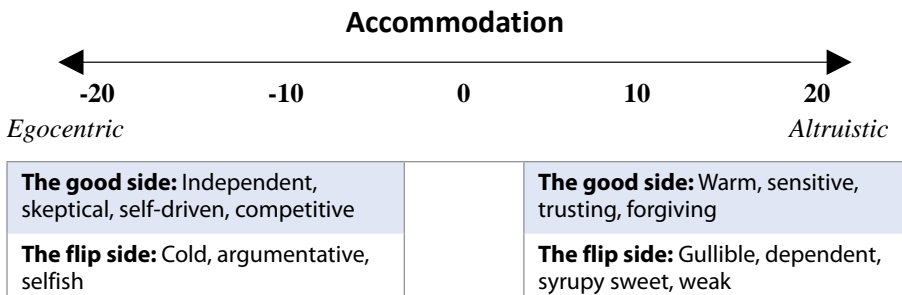 Accommodation
-20 -10 0 10 20
Egocentric Altruistic
The good side: Independent,
skeptical, self-driven, competitive
The good side: Warm, sensitive,
trusting, forgiving
The flip side: Cold, argumentative,
selfish
The flip side: Gullible, dependent,
syrupy sweet, weak